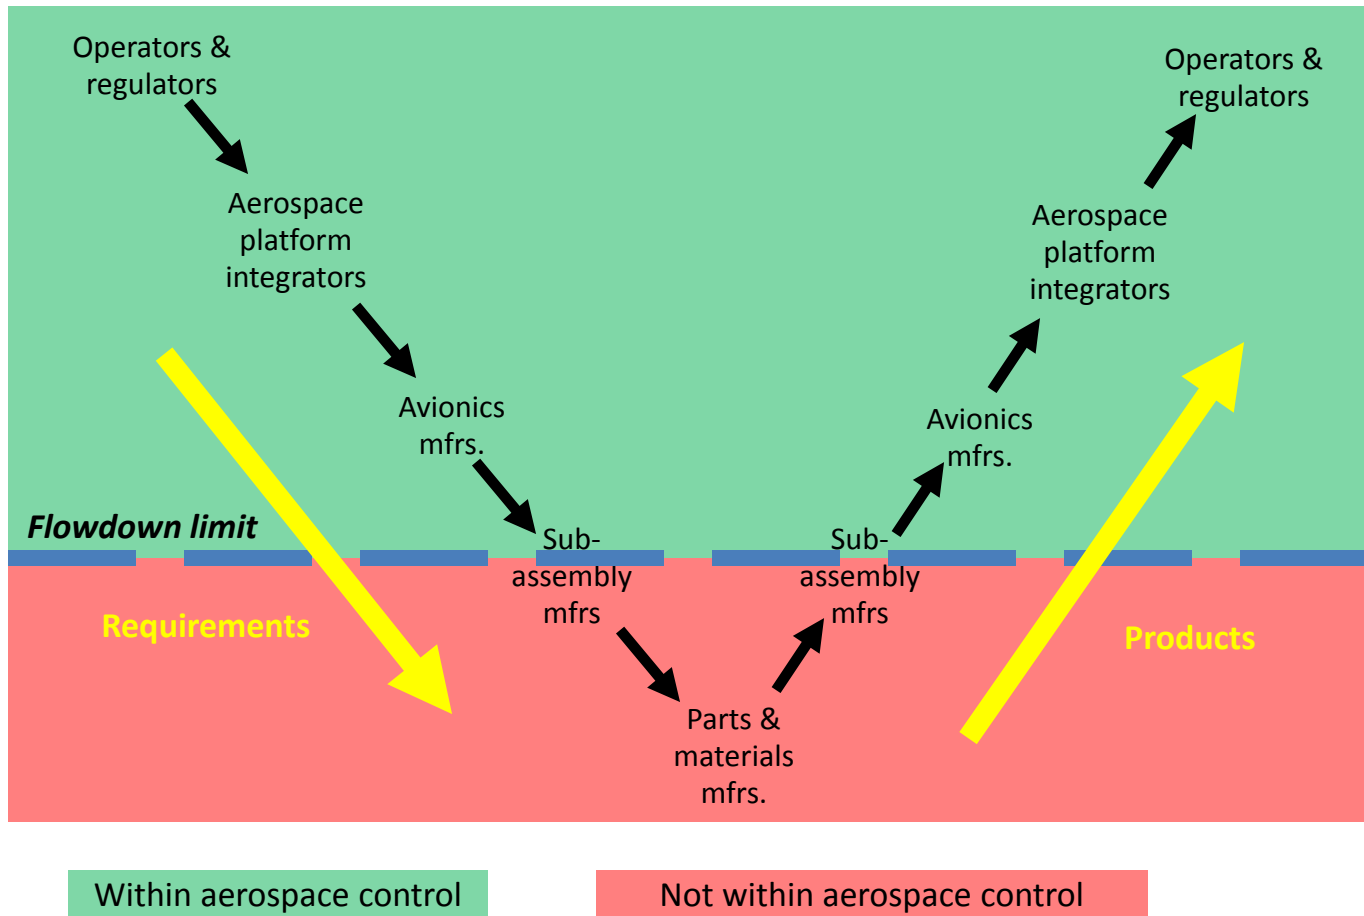 Operators &
regulators
Aerospace
platform
integrators
Avionics
mfrs.
Flowdown limit
Sub-
assembly
mfrs
Requirements
Parts &
materials
mfrs.
Sub-
assembly
mfrs
Avionics
mfrs.
Aerospace
platform
integrators
Operators &
regulators
Products
Within aerospace control
Not within aerospace control